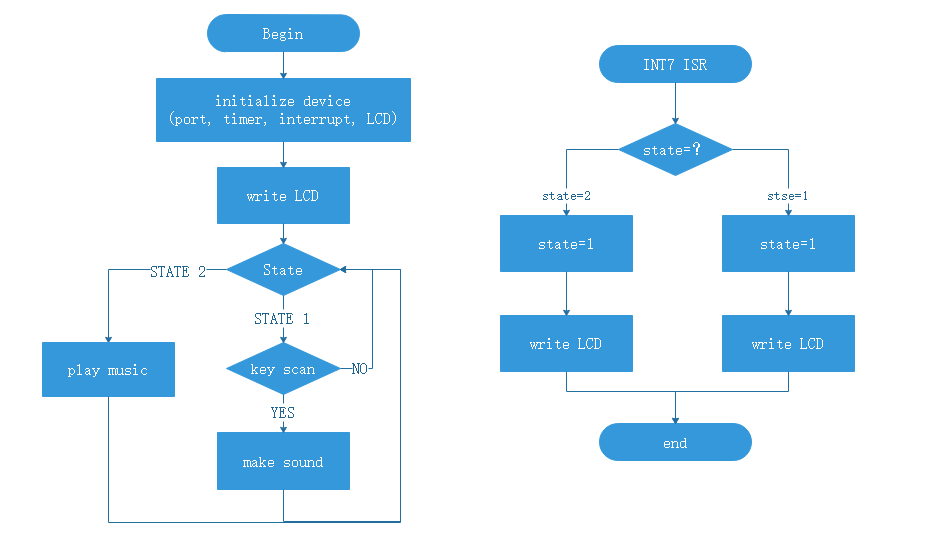 Begin
initialize device
(port, timer, interrupt, LCD)
write LCD
State
STATE 2
STATE 1
play music
key scan
NO
YES
make sound
INT7 ISR
state=?
state=2
stse=1
state=1
state=1
write LCD
write LCD
end